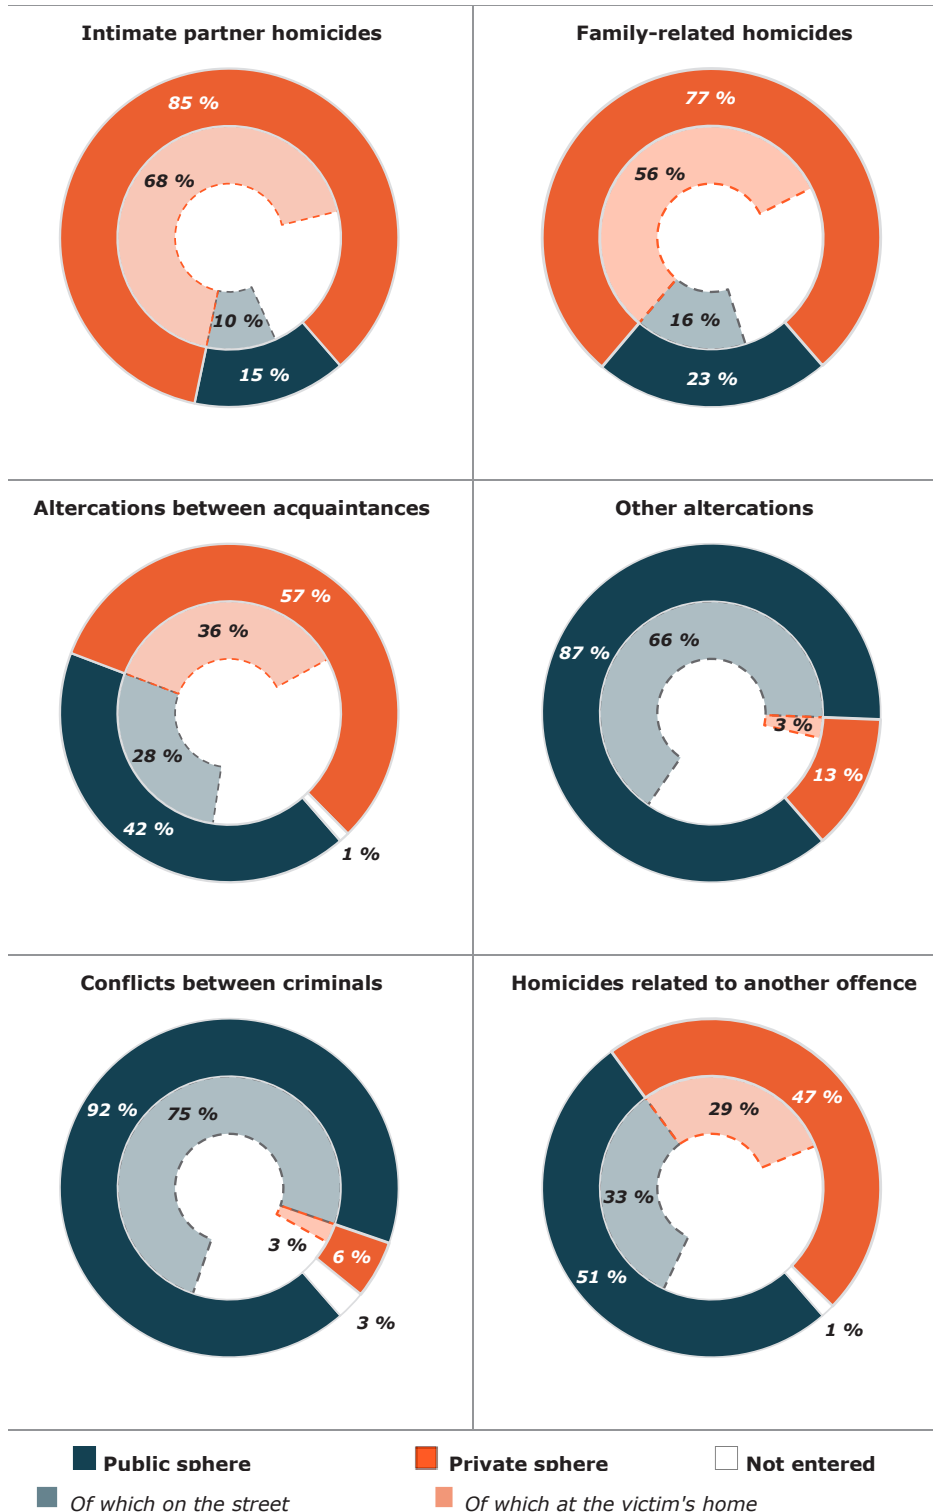 Intimate partner homicides
85 %
68 %
10 %
15 %
Family-related homicides
77 %
56 %
16 %
23 %
Altercations between acquaintances
57 %
36 %
28 %
42 %
1 %
Other altercations
87 %
66 %
3 %
13 %
Conflicts between criminals
92 %
75 %
3 %
6 %
3 %
Homicides related to another offence
47 %
29 %
33 %
51 %
1 %
Public sphere
Private sphere
Not entered
Of which on the street
Of which at the victim's home